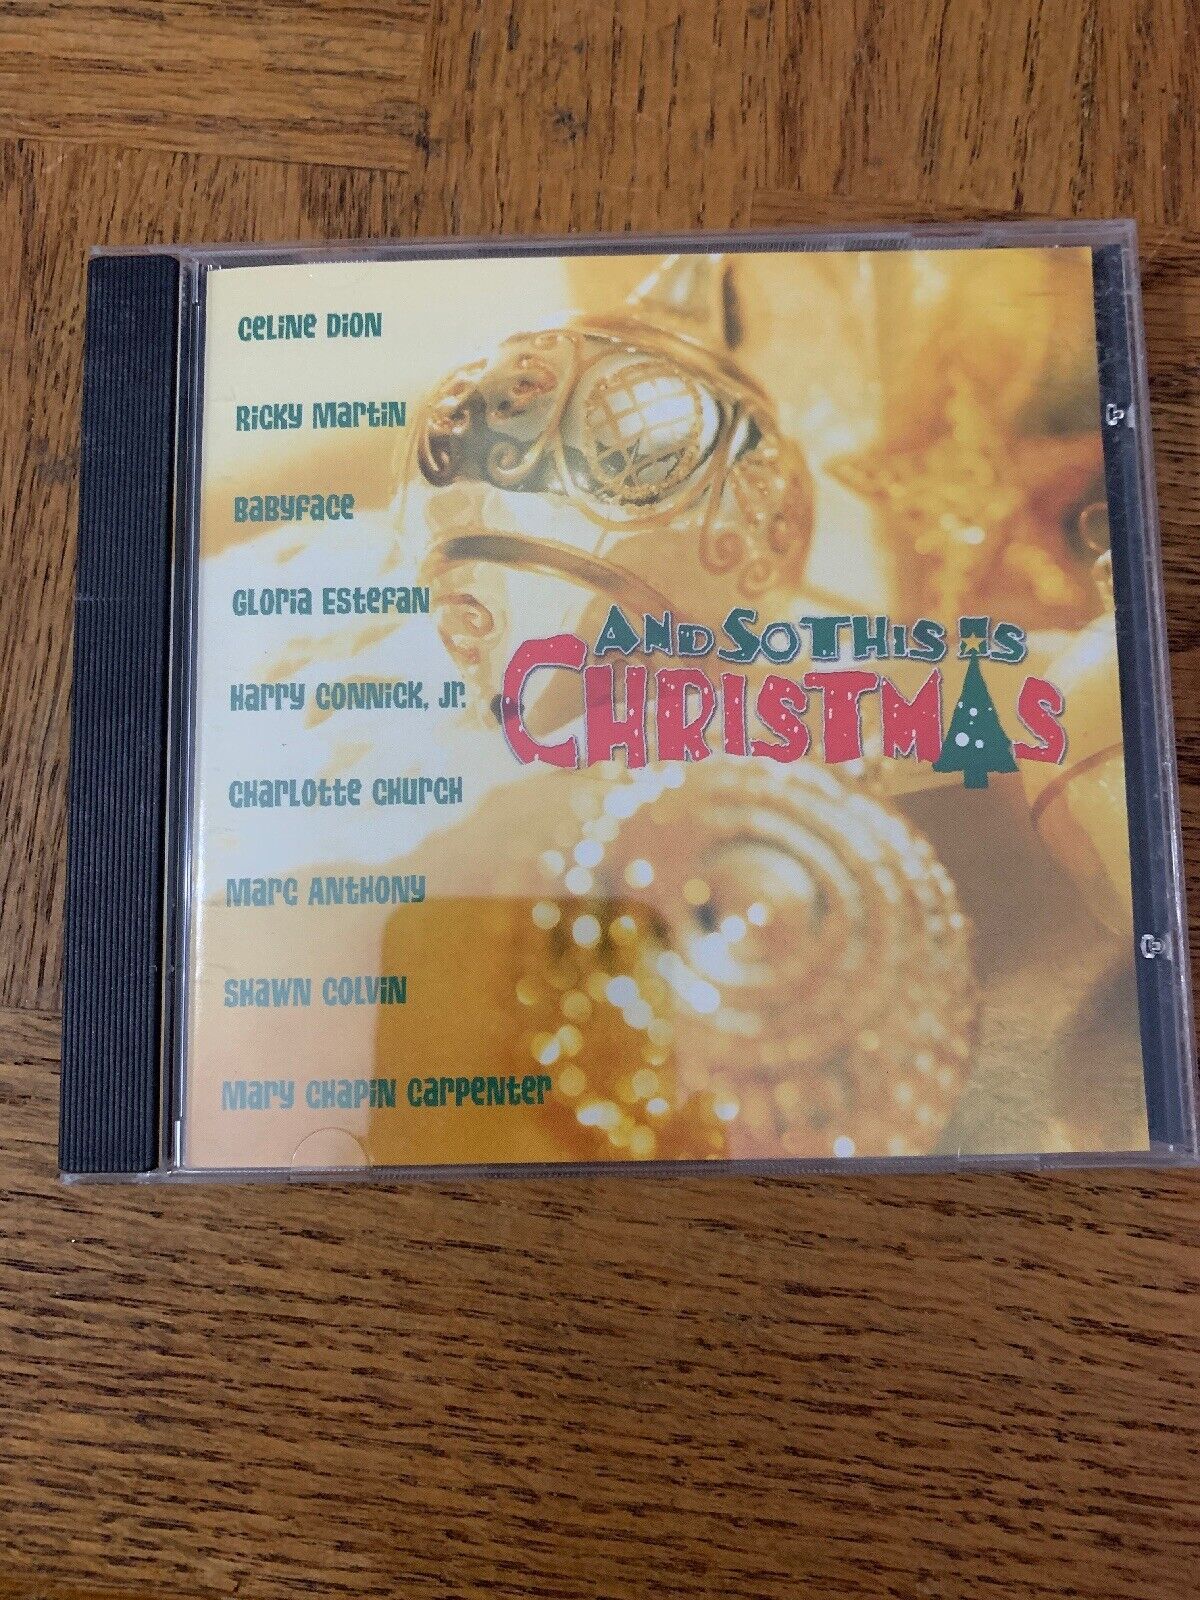 Celine Dion
Ricky Martin
Babyface
Gloria Estefan
Harry Connick, Jr.
Charlotte Church
Marc Anthony
Shawn Colvin
Mary Chapin Carpenter
AND SO THIS IS
CHRISTMAS